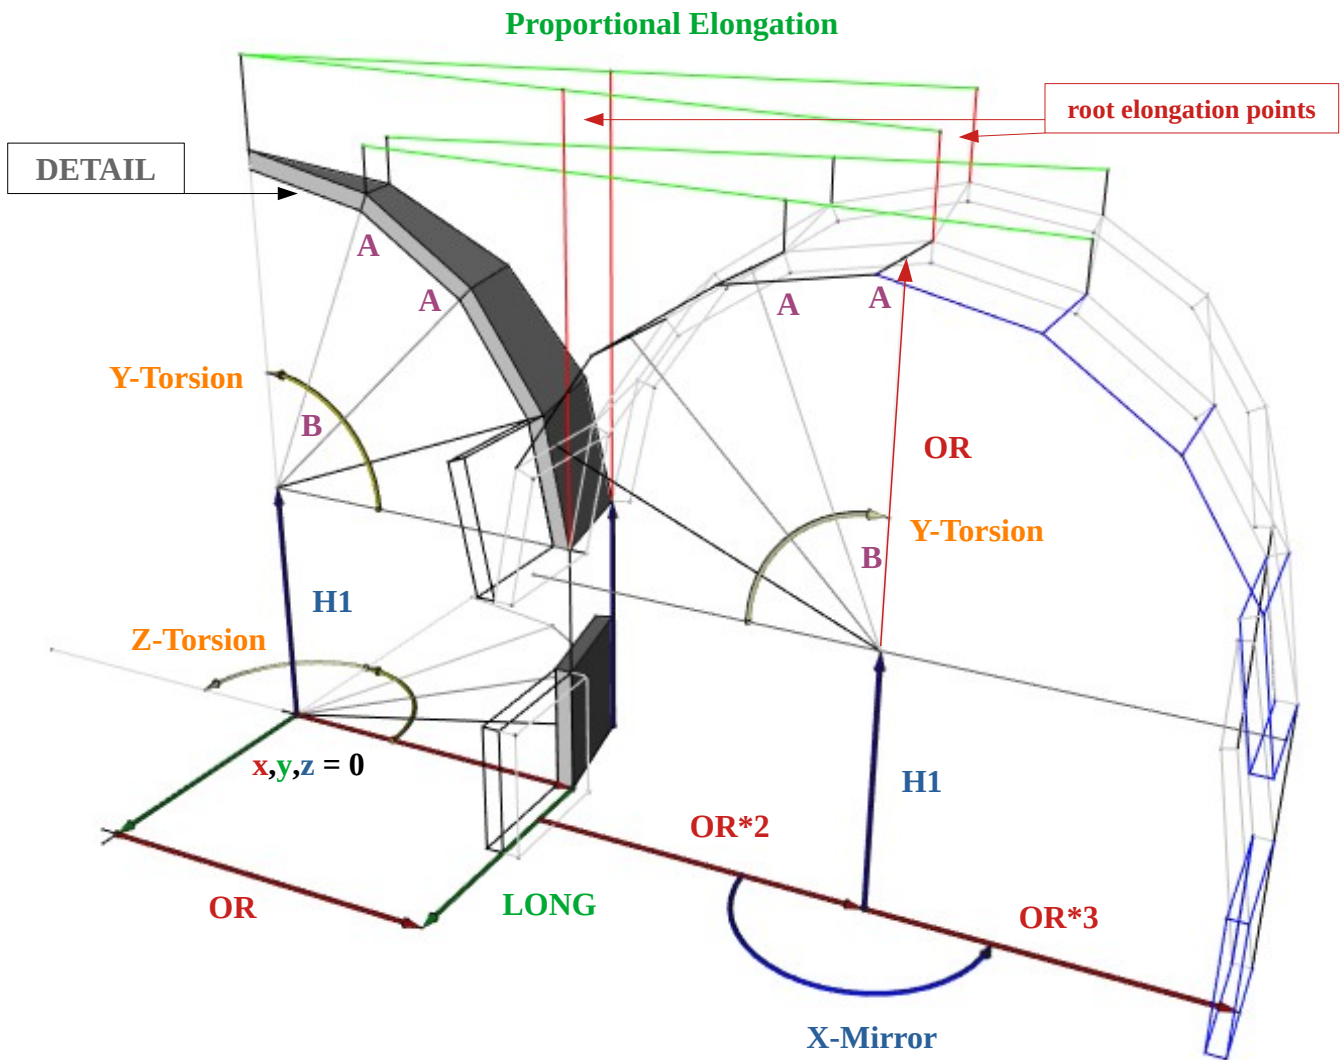 Proportional Elongation
root elongation points
DETAIL
A
A
A
A
Y-Torsion
B
OR
Y-Torsion
B
H1
Z-Torsion
x,y,z = 0
H1
OR*2
OR
LONG
OR*3
X-Mirror